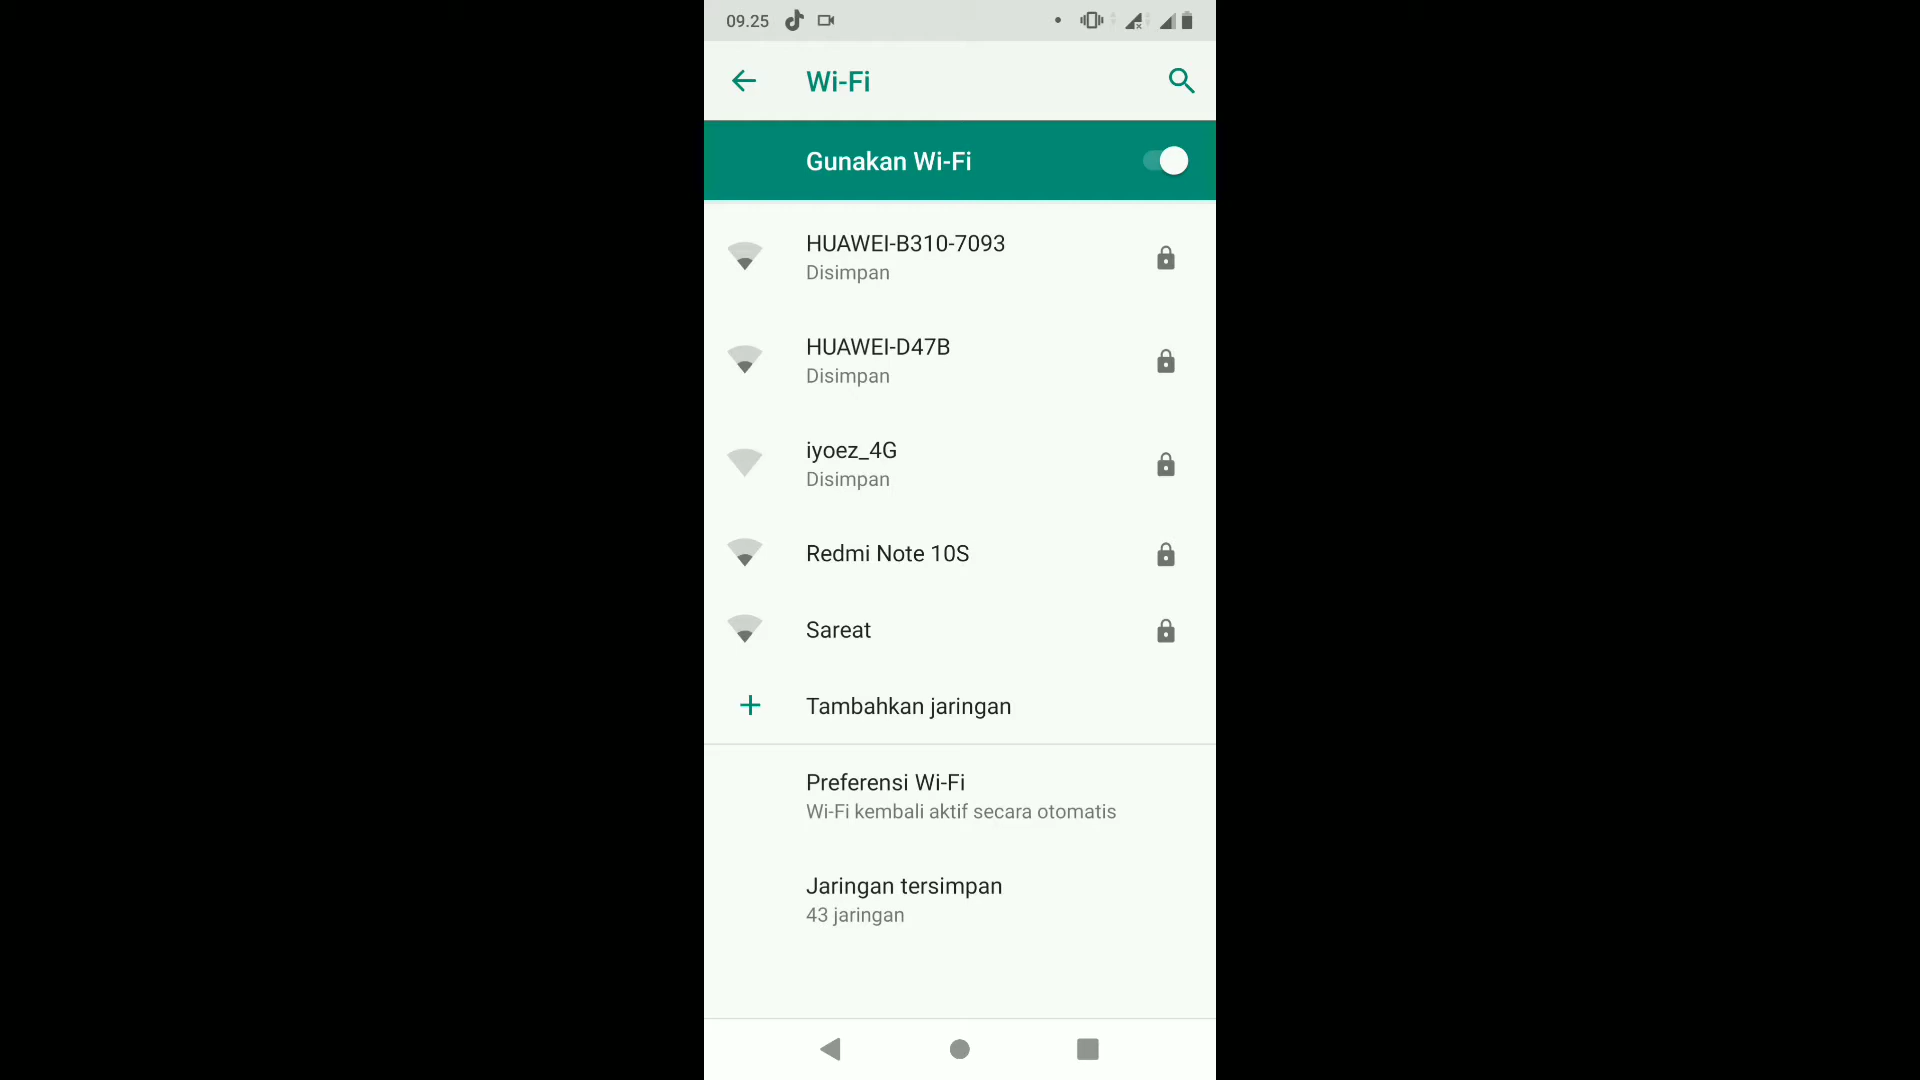 09.25
Wi-Fi
Gunakan Wi-Fi
HUAWEI-B310-7093
Disimpan
HUAWEI-D47B
Disimpan
iyoez_4G
Disimpan
Redmi Note 10S
Sareat
Tambahkan jaringan
Preferensi Wi-Fi
Wi-Fi kembali aktif secara otomatis
Jaringan tersimpan
43 jaringan